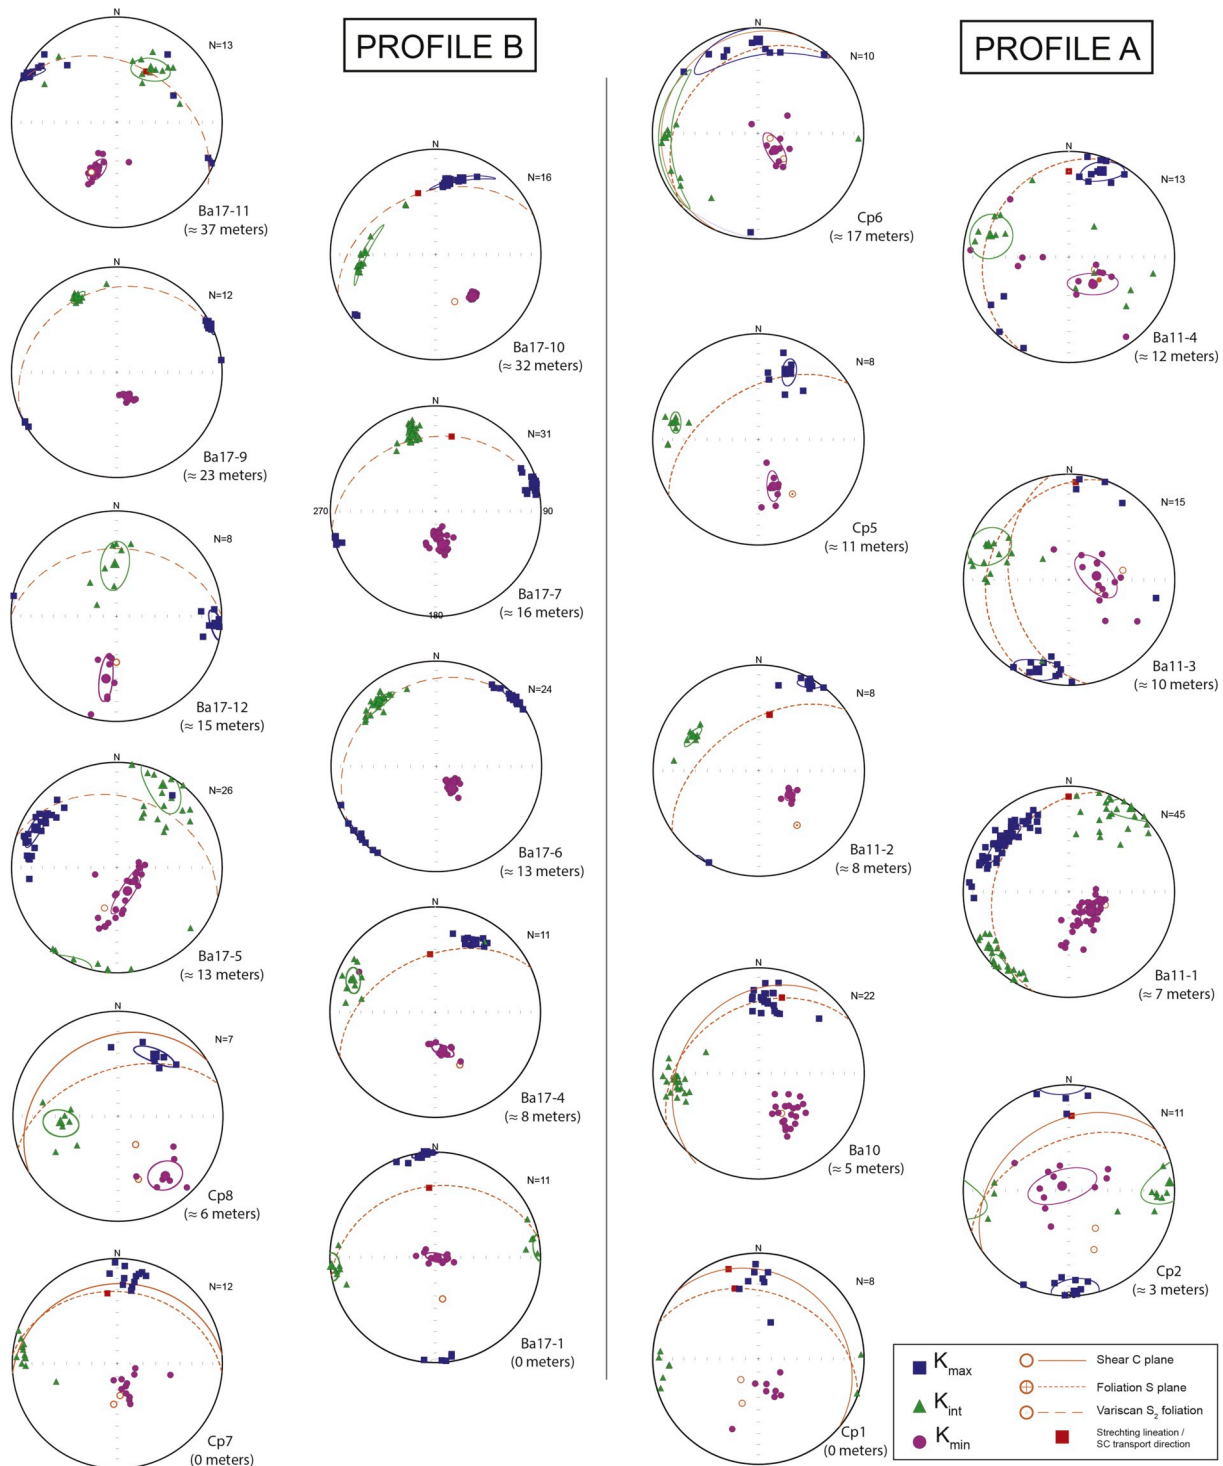 PROFILE B
PROFILE A
N
N=13
Ba17-11
(≈ 37 meters)
N
N=16
Ba17-10
(≈ 32 meters)
N
N=12
Ba17-9
(≈ 23 meters)
N
N=31
270
90
180
Ba17-7
(≈ 16 meters)
N
N=8
Ba17-12
(≈ 15 meters)
N
N=24
Ba17-6
(≈ 13 meters)
N
N=26
Ba17-5
(≈ 13 meters)
N
N=11
Ba17-4
(≈ 8 meters)
N
N=7
Cp8
(≈ 6 meters)
N
N=11
Ba17-1
(0 meters)
N
N=12
Cp7
(0 meters)
N
N=10
Cp6
(≈ 17 meters)
N
N=13
Ba11-4
(≈ 12 meters)
N
N=8
Cp5
(≈ 11 meters)
N
N=15
Ba11-3
(≈ 10 meters)
N
N=8
Ba11-2
(≈ 8 meters)
N
N=45
Ba11-1
(≈ 7 meters)
N
N=22
Ba10
(≈ 5 meters)
N
N=11
Cp2
(≈ 3 meters)
N
N=8
Cp1
(0 meters)
Kmax
Kint
Kmin
Shear C plane
Foliation S plane
Variscan S2 foliation
Strechting lineation /
SC transport direction